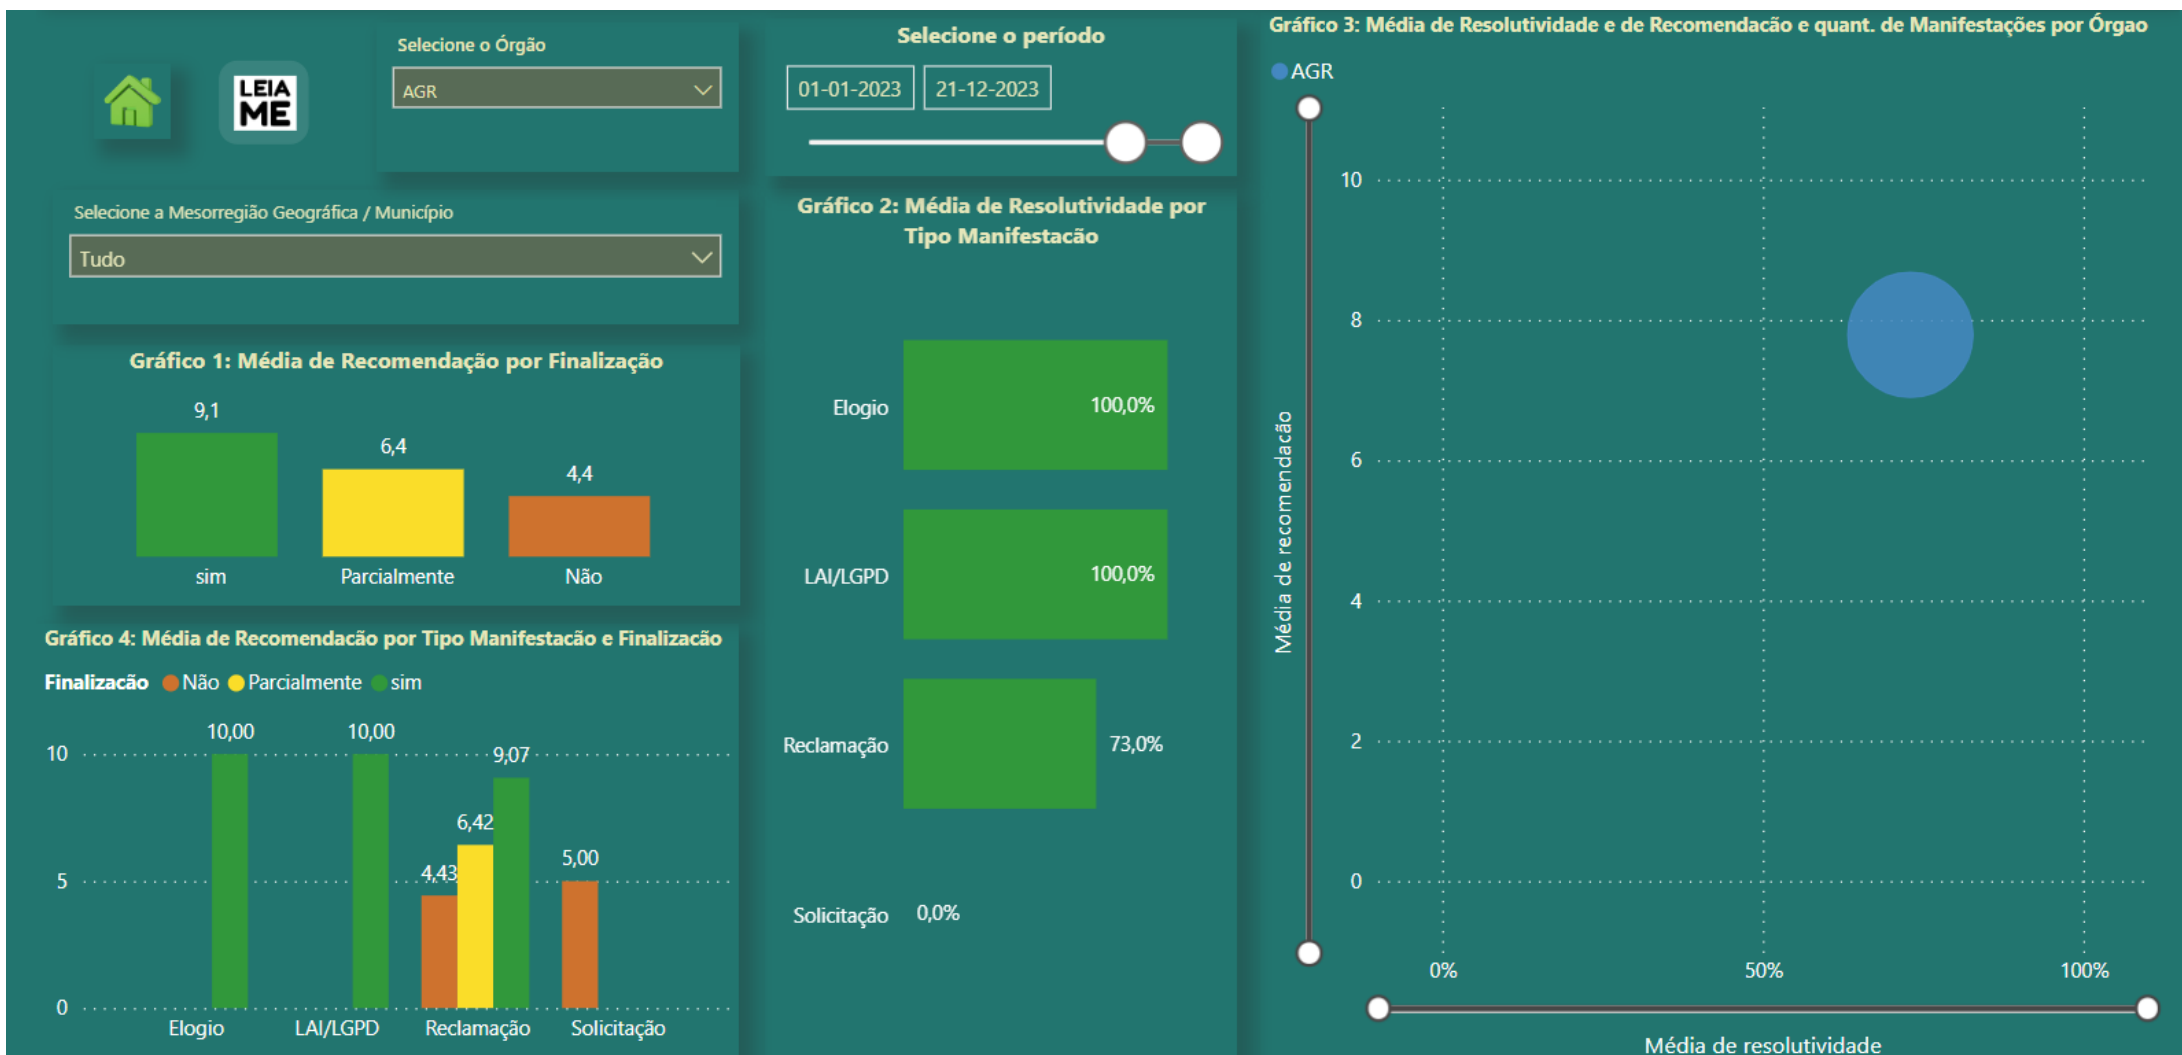 Selecione o Órgão
AGR
LEIA
ME
Selecione a Mesorregião Geográfica / Município
Tudo
Gráfico 1: Média de Recomendação por Finalização
9,1
6,4
4,4
sim
Parcialmente
Não
Gráfico 4: Média de Recomendacão por Tipo Manifestacão e Finalizacão
Finalizacão Não Parcialmente sim
10,00
10,00
9,07
6,42
4,43
5,00
10
5
0
Elogio
LAI/LGPD
Reclamação
Solicitação
Selecione o período
01-01-2023
21-12-2023
Gráfico 2: Média de Resolutividade por
Tipo Manifestacão
Elogio
100,0%
LAI/LGPD
100,0%
Reclamação
73,0%
Solicitação
0,0%
Gráfico 3: Média de Resolutividade e de Recomendacão e quant. de Manifestações por Órgao
AGR
Média de recomendacão
10
8
6
4
2
0
0%
50%
100%
Média de resolutividade